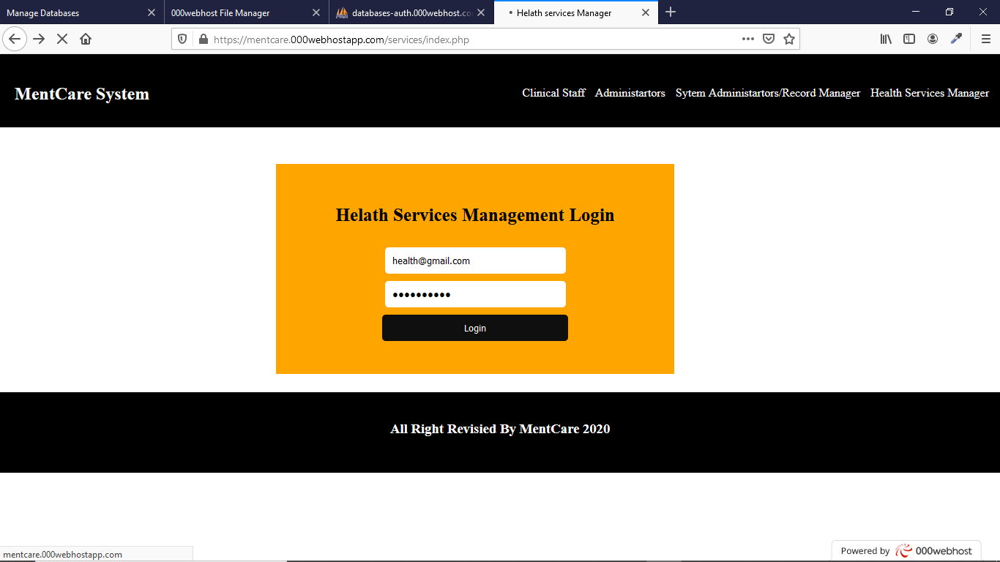 Manage Databases
000webhost File Manager
databases-auth.000webhost.co
• Helath services Manager
https://mentcare.000webhostapp.com/services/index.php
MentCare System
Clinical Staff Administartors Sytem Administartors/Record Manager Health Services Manager
Helath Services Management Login
health@gmail.com
••••••••••
Login
All Right Revisied By MentCare 2020
mentcare.000webhostapp.com
Powered by 000webhost